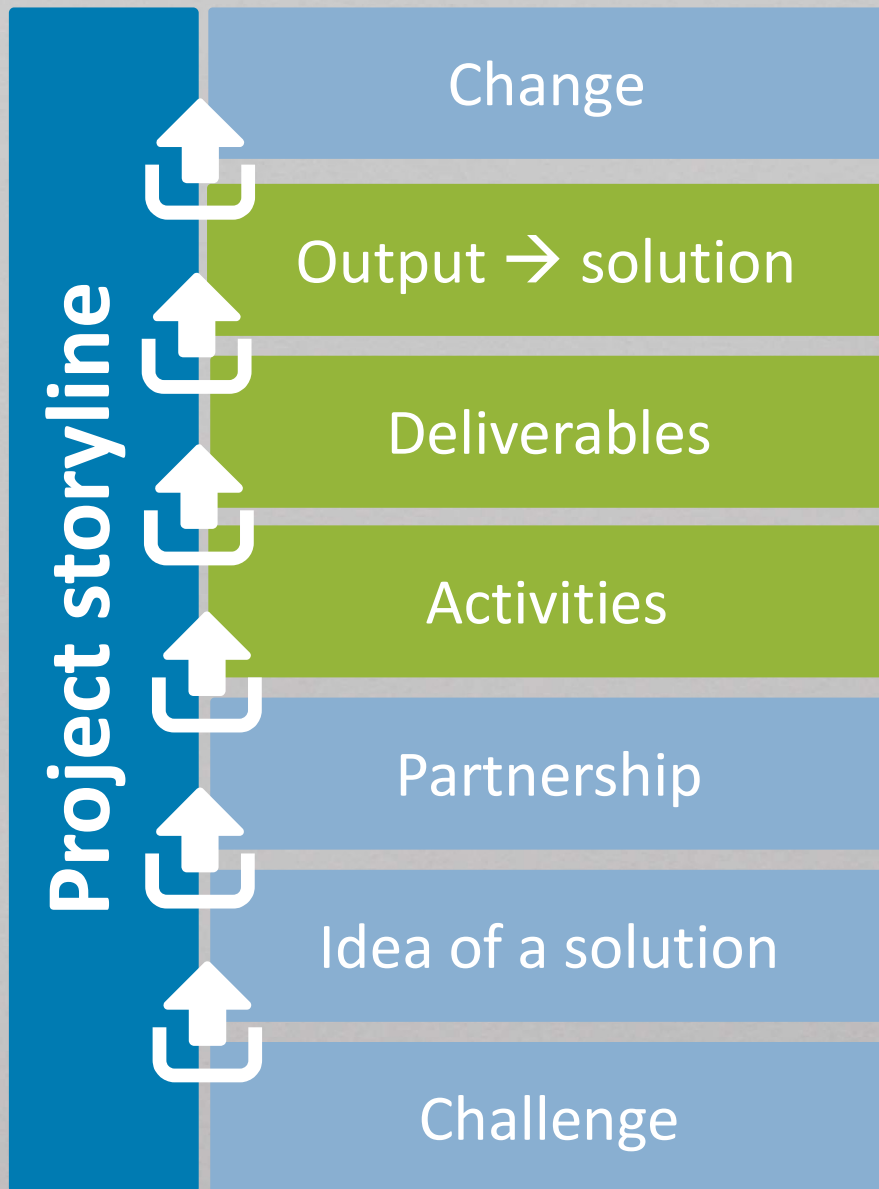 Project storyline
Change
Output → solution
Deliverables
Activities
Partnership
Idea of a solution
Challenge